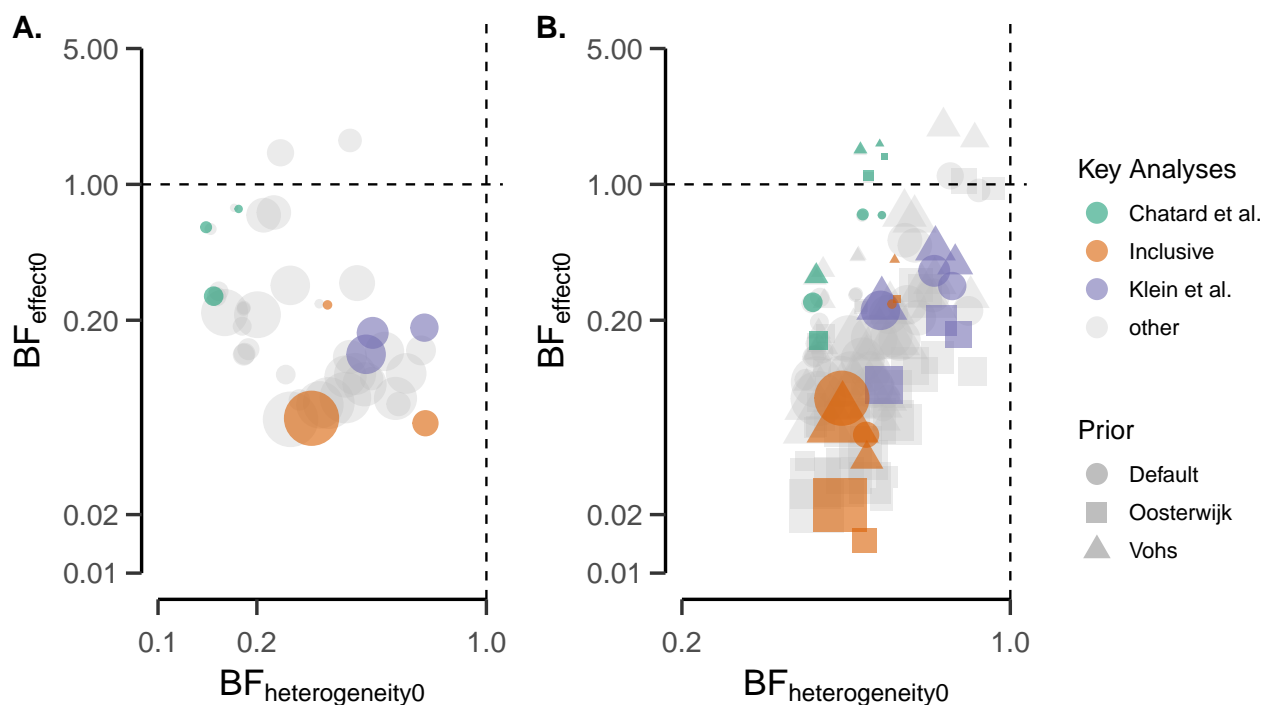 A.
5.00
1.00
0.20
0.02
0.01
BFeffect0
0.1
0.2
1.0
BFheterogeneity0
B.
5.00
1.00
0.20
0.02
0.01
BFeffect0
0.2
1.0
BFheterogeneity0
Key Analyses
Chatard et al.
Inclusive
Klein et al.
other
Prior
Default
Oosterwijk
Vohs